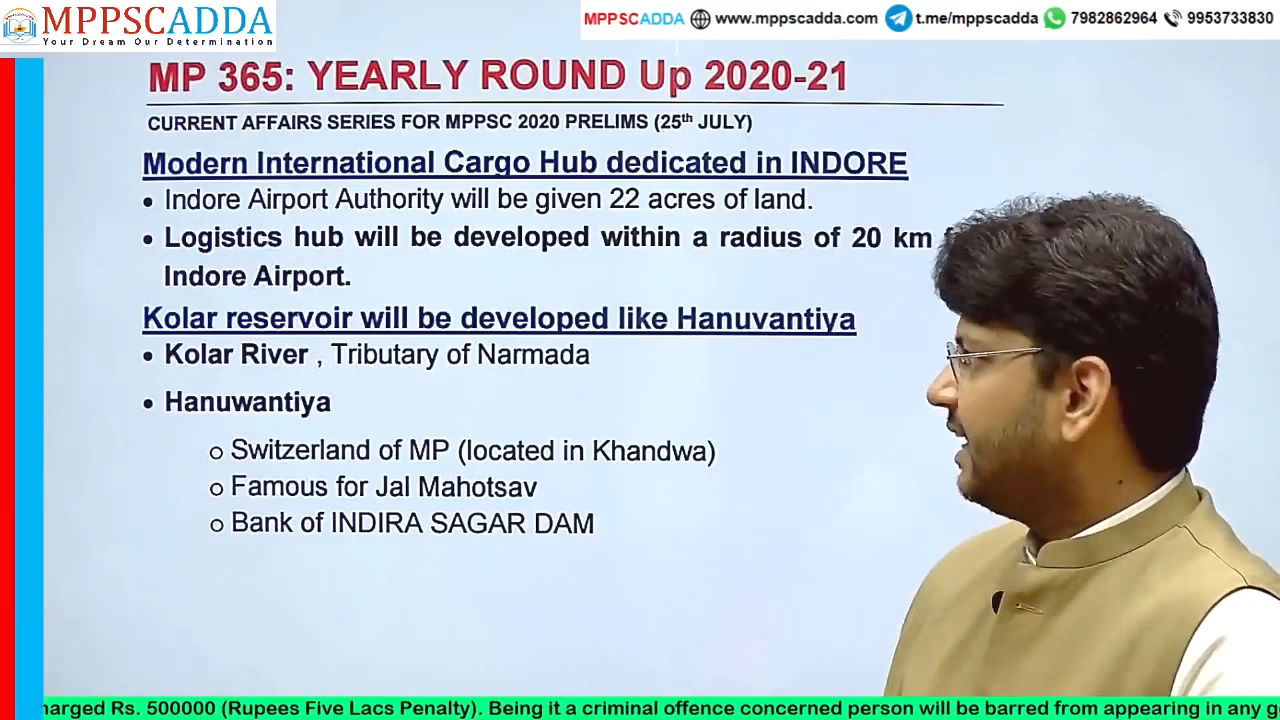 MPPSCADDA
Your Dream Our Determination
MPPSCADDA www.mppscadda.com t.me/mppscadda 7982862964 9953733830
MP 365: YEARLY ROUND Up 2020-21
CURRENT AFFAIRS SERIES FOR MPPSC 2020 PRELIMS (25th JULY)
Modern International Cargo Hub dedicated in INDORE
• Indore Airport Authority will be given 22 acres of land.
• Logistics hub will be developed within a radius of 20 km
Indore Airport.
Kolar reservoir will be developed like Hanuvantiya
• Kolar River , Tributary of Narmada
• Hanuwantiya
o Switzerland of MP (located in Khandwa)
o Famous for Jal Mahotsav
o Bank of INDIRA SAGAR DAM
Rs. 500000 (Rupees Five Lacs Penalty). Being it a criminal offence concerned person will be barred from appearing in any